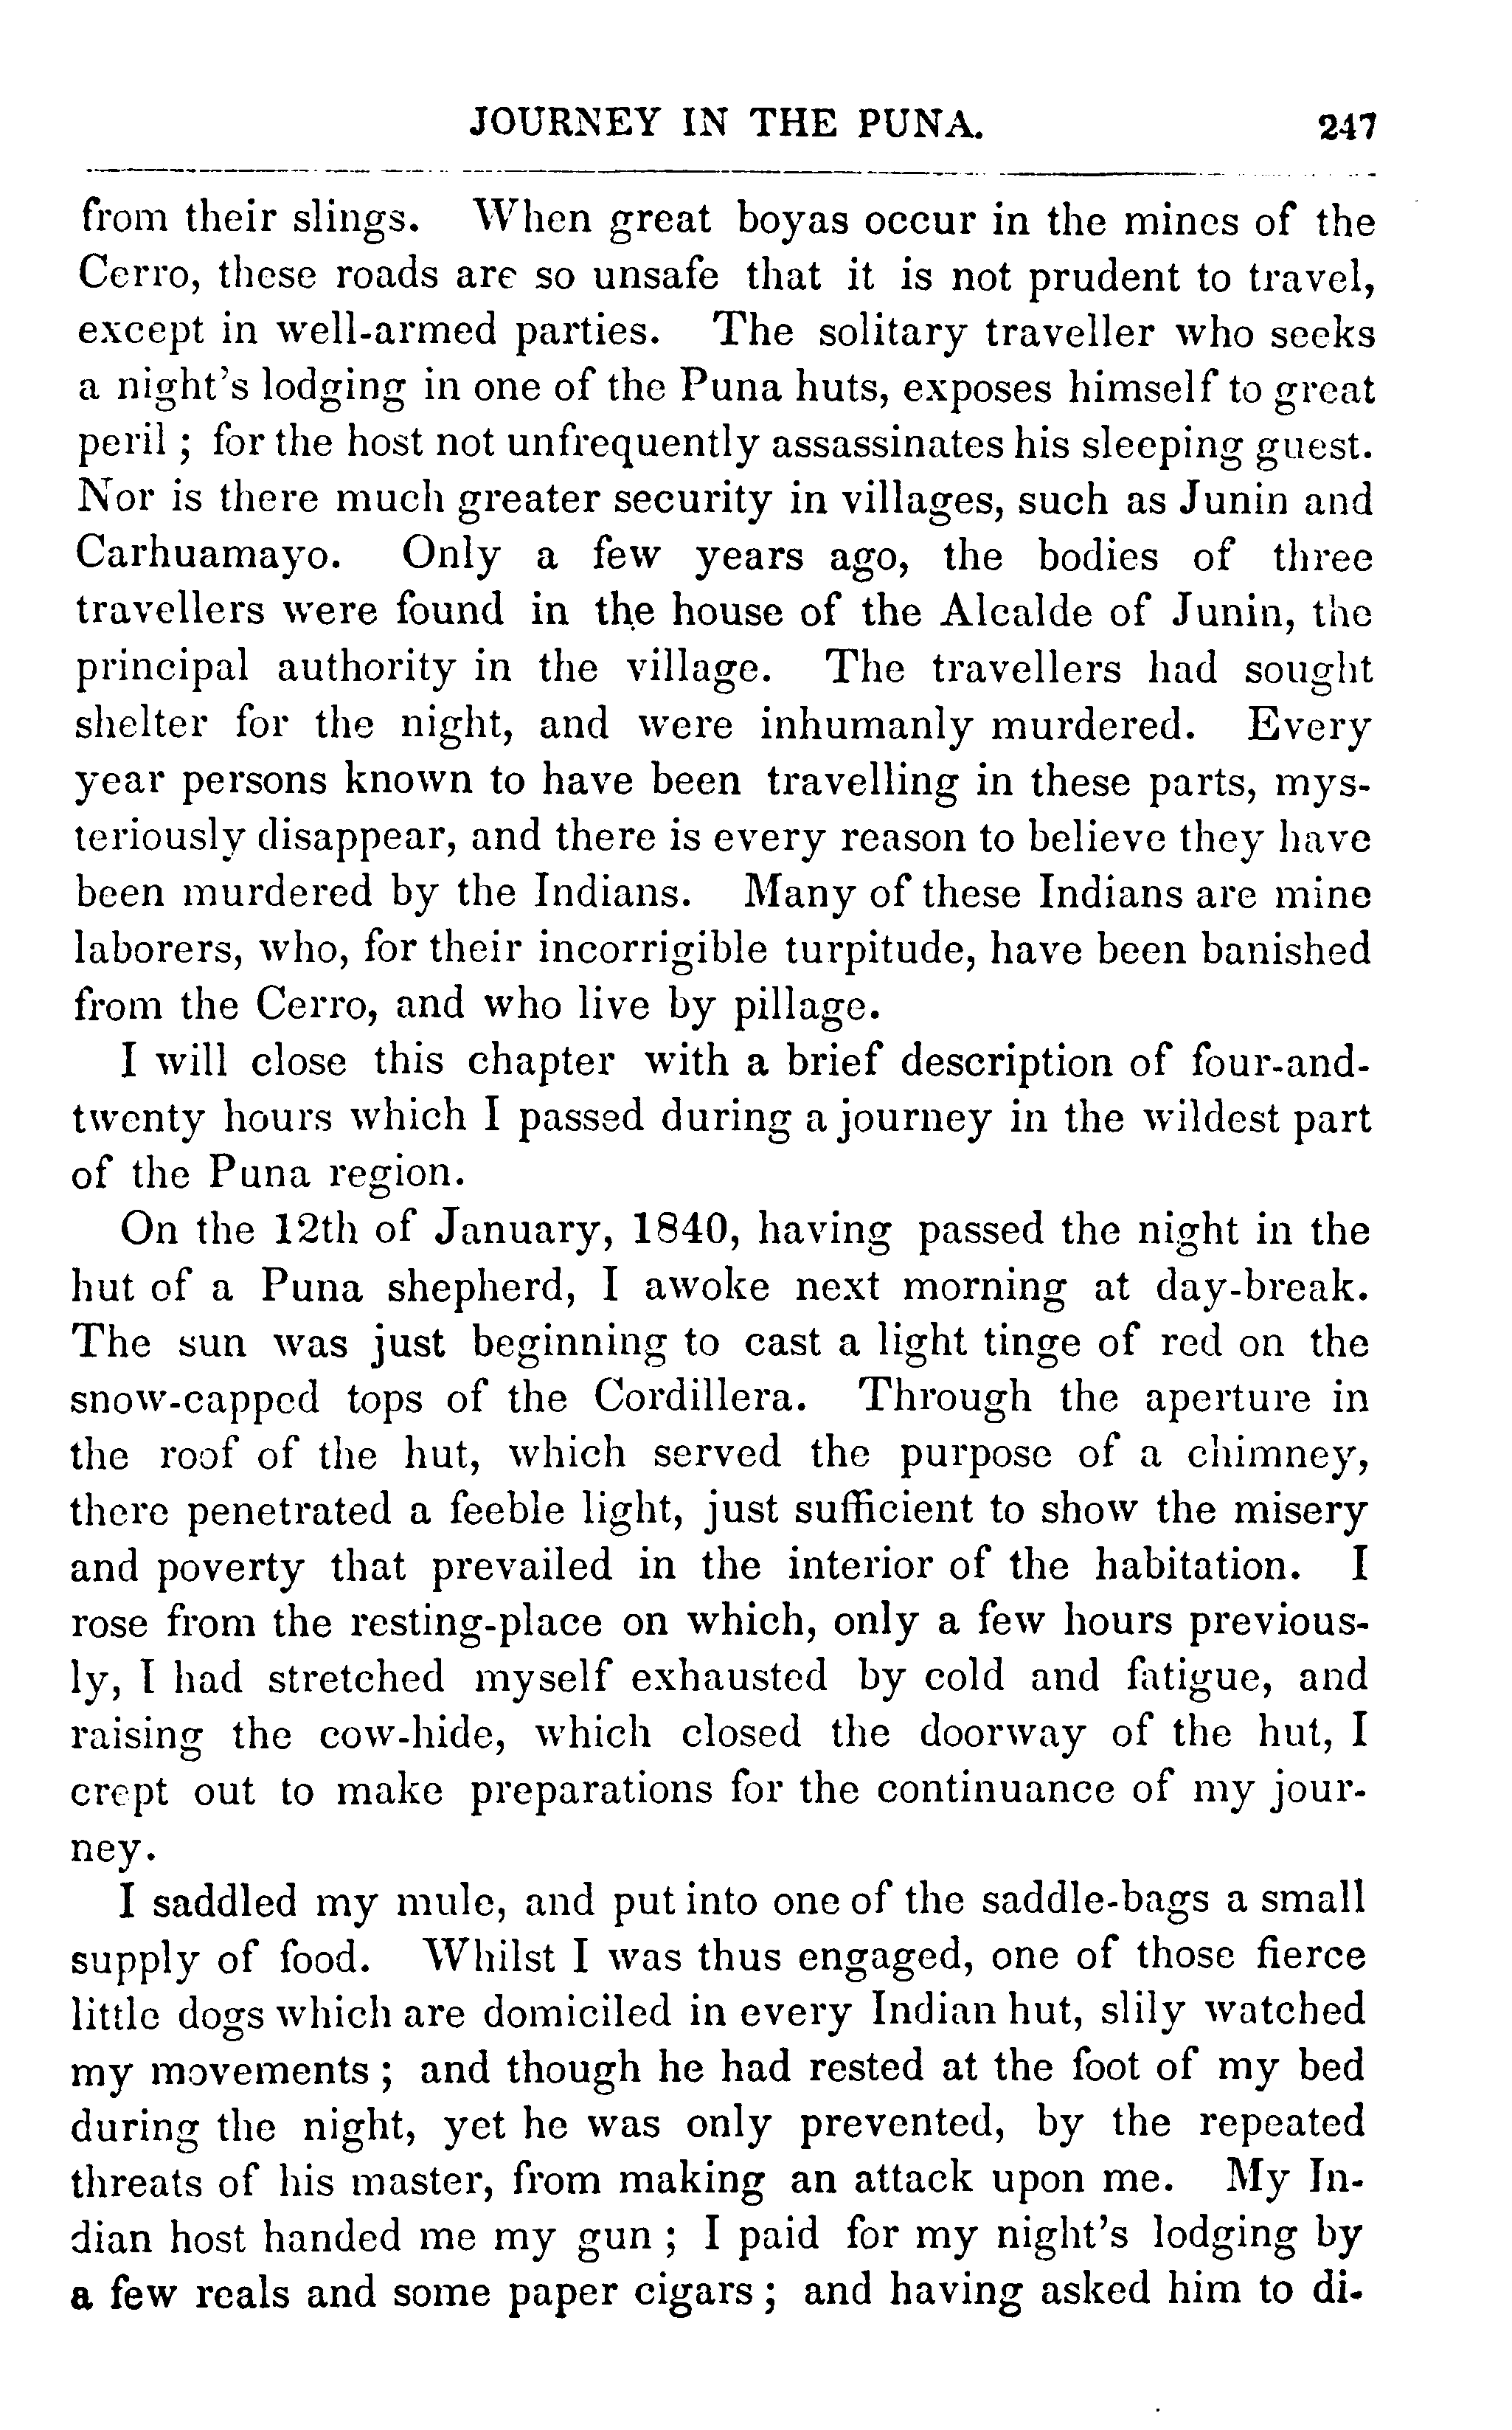 JOURNEY IN THE PUNA. 247
from their slings. When great boyas occur in the mines of the
Cerro, these roads are so unsafe that it is not prudent to travel,
except in well-armed parties. The solitary traveller who seeks
a night's lodging in one of the Puna huts, exposes himself to great
peril ; for the host not unfrequently assassinates his sleeping guest.
Nor is there much greater security in villages, such as Junin and
Carhuamayo. Only a few years ago, the bodies of three
travellers were found in the house of the Alcalde of Junin, the
principal authority in the village. The travellers had sought
shelter for the night, and were inhumanly murdered. Every
year persons known to have been travelling in these parts, mys-
teriously disappear, and there is every reason to believe they have
been murdered by the Indians. Many of these Indians are mine
laborers, who, for their incorrigible turpitude, have been banished
from the Cerro, and who live by pillage.
I will close this chapter with a brief description of four-and-
twenty hours which I passed during a journey in the wildest part
of the Puna region.
On the 12th of January, 1840, having passed the night in the
hut of a Puna shepherd, I awoke next morning at day-break.
The sun was just beginning to cast a light tinge of red on the
snow-capped tops of the Cordillera. Through the aperture in
the roof of the hut, which served the purpose of a chimney,
there penetrated a feeble light, just sufficient to show the misery
and poverty that prevailed in the interior of the habitation. I
rose from the resting-place on which, only a few hours previous-
ly, I had stretched myself exhausted by cold and fatigue, and
raising the cow-hide, which closed the doorway of the hut, I
crept out to make preparations for the continuance of my jour-
ney.
I saddled my mule, and put into one of the saddle-bags a small
supply of food. Whilst I was thus engaged, one of those fierce
little dogs which are domiciled in every Indian hut, slily watched
my movements ; and though he had rested at the foot of my bed
during the night, yet he was only prevented, by the repeated
threats of his master, from making an attack upon me. My In-
dian host handed me my gun ; I paid for my night's lodging by
a few reals and some paper cigars ; and having asked him to di-